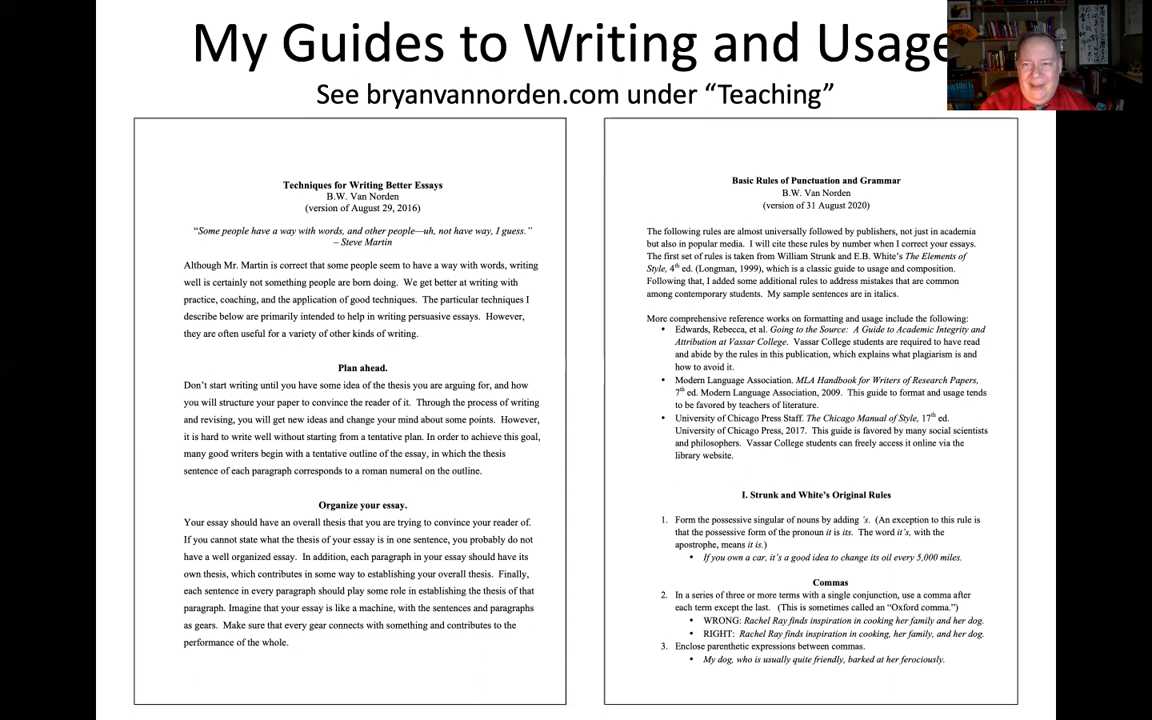 My Guides to Writing and Usage
See bryanvannorden.com under “Teaching”
Techniques for Writing Better Essays
B.W. Van Norden
(version of August 29, 2016)
“Some people have a way with words, and other people—uh, not have way, I guess.”
– Steve Martin
Although Mr. Martin is correct that some people seem to have a way with words, writing
well is certainly not something people are born doing.  We get better at writing with
practice, coaching, and the application of good techniques.  The particular techniques I
describe below are primarily intended to help in writing persuasive essays.  However,
they are often useful for a variety of other kinds of writing.
Plan ahead.
Don’t start writing until you have some idea of the thesis you are arguing for, and how
you will structure your paper to convince the reader of it.  Through the process of writing
and revising, you will get new ideas and change your mind about some points.  However,
it is hard to write well without starting from a tentative plan. In order to achieve this goal,
many good writers begin with a tentative outline of the essay, in which the thesis
sentence of each paragraph corresponds to a roman numeral on the outline.
Organize your essay.
Your essay should have an overall thesis that you are trying to convince your reader of.
If you cannot state what the thesis of your essay is in one sentence, you probably do not
have a well organized essay.  In addition, each paragraph in your essay should have its
own thesis, which contributes in some way to establishing your overall thesis.  Finally,
each sentence in every paragraph should play some role in establishing the thesis of that
paragraph. Imagine that your essay is like a machine, with the sentences and paragraphs
as gears.  Make sure that every gear connects with something and contributes to the
performance of the whole.
Basic Rules of Punctuation and Grammar
B.W. Van Norden
(version of 31 August 2020)
The following rules are almost universally followed by publishers, not just in academia
but also in popular media.  I will cite these rules by number when I correct your essays.
The first set of rules is taken from William Strunk and E.B. White’s The Elements of
Style, 4th ed. (Longman, 1999), which is a classic guide to usage and composition.
Following that, I added some additional rules to address mistakes that are common
among contemporary students.  My sample sentences are in italics.
More comprehensive reference works on formatting and usage include the following:
• Edwards, Rebecca, et al. Going to the Source:  A Guide to Academic Integrity and
Attribution at Vassar College.  Vassar College students are required to have read
and abide by the rules in this publication, which explains what plagiarism is and
how to avoid it.
• Modern Language Association. MLA Handbook for Writers of Research Papers,
7th ed. Modern Language Association, 2009.  This guide to format and usage tends
to be favored by teachers of literature.
• University of Chicago Press Staff. The Chicago Manual of Style, 17th ed.
University of Chicago Press, 2017.  This guide is favored by many social scientists
and philosophers.  Vassar College students can freely access it online via the
library website.
I. Strunk and White’s Original Rules
1. Form the possessive singular of nouns by adding ’s.  (An exception to this rule is
that the possessive form of the pronoun it is its.  The word it’s, with the
apostrophe, means it is.)
• If you own a car, it’s a good idea to change its oil every 5,000 miles.
Commas
2. In a series of three or more terms with a single conjunction, use a comma after
each term except the last.   (This is sometimes called an “Oxford comma.”)
• WRONG: Rachel Ray finds inspiration in cooking her family and her dog.
• RIGHT:  Rachel Ray finds inspiration in cooking, her family, and her dog.
3. Enclose parenthetic expressions between commas.
• My dog, who is usually quite friendly, barked at her ferociously.